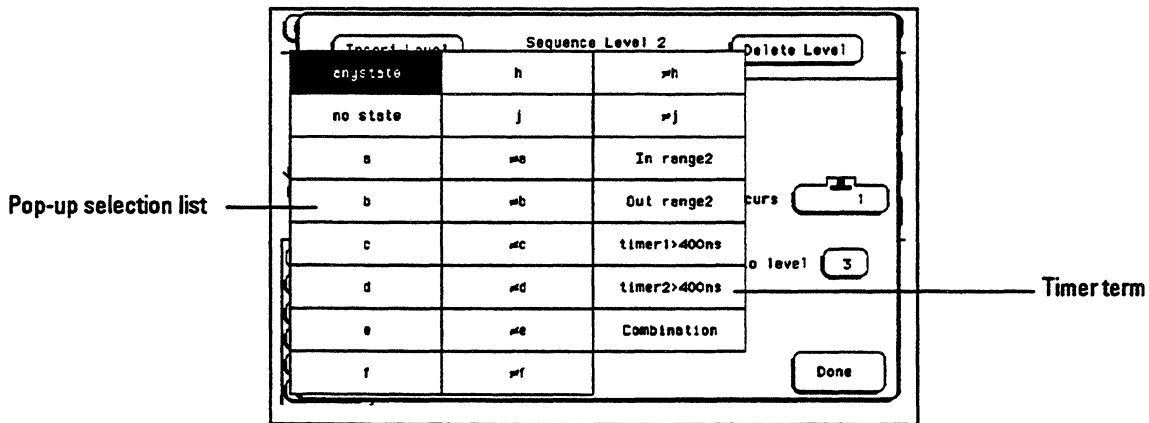 Insert Level Sequence Level 2 Delete Level
anystate h ≠h
no state j ≠j
a ≠a In range2
Pop-up selection list b ≠b Out range2 curs 1
c ≠c timer1>400ns o level 3
d ≠d timer2>400ns Timer term
e ≠e Combination
f ≠f Done